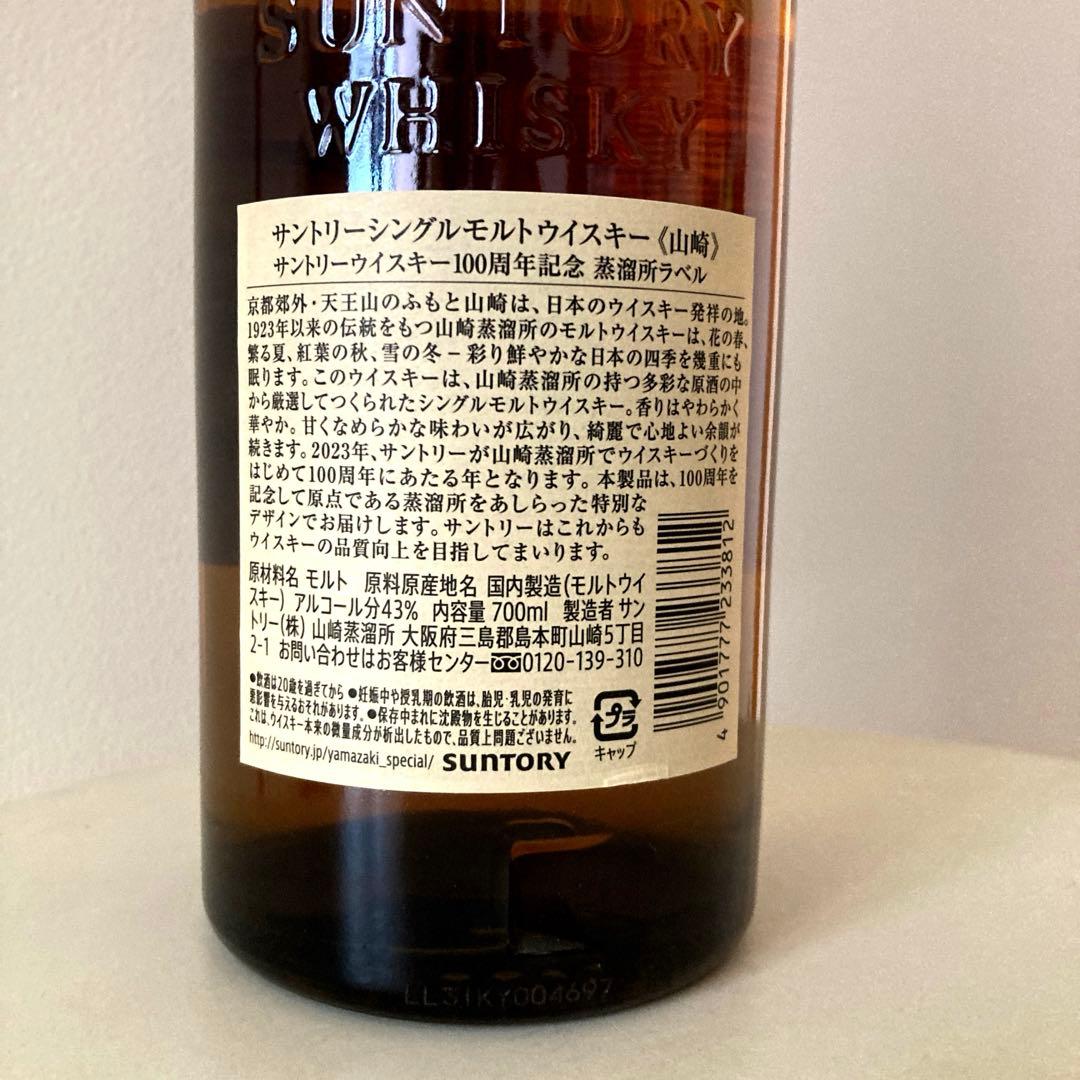 SUNTORY
WHISKY
サントリーシングルモルトウイスキー《山崎》
サントリーウイスキー100周年記念 蒸溜所ラベル
京都郊外・天王山のふもと山崎は、日本のウイスキー発祥の地。
1923年以来の伝統をもつ山崎蒸溜所のモルトウイスキーは、花の春、
繁る夏、紅葉の秋、雪の冬－彩り鮮やかな日本の四季を幾重にも
眠ります。このウイスキーは、山崎蒸溜所の持つ多彩な原酒の中
から厳選してつくられたシングルモルトウイスキー。香りはやわらかく
華やか。甘くなめらかな味わいが広がり、綺麗で心地よい余韻が
続きます。2023年、サントリーが山崎蒸溜所でウイスキーづくりを
はじめて100周年にあたる年となります。本製品は、100周年を
記念して原点である蒸溜所をあしらった特別な
デザインでお届けします。サントリーはこれからも
ウイスキーの品質向上を目指してまいります。
原材料名 モルト 原料原産地名 国内製造(モルトウイ
スキー) アルコール分43% 内容量 700ml 製造者 サン
トリー(株) 山崎蒸溜所 大阪府三島郡島本町山崎5丁目
2-1 お問い合わせはお客様センター0120-139-310
●飲酒は20歳を過ぎてから ●妊娠中や授乳期の飲酒は、胎児・乳児の発育に
悪影響を与えるおそれがあります。●保存中まれに沈殿物を生じることがあります。
これは、ウイスキー本来の微量成分が析出したもので、品質上問題ございません。
http://suntory.jp/yamazaki_special/ SUNTORY
プラ
キャップ
4 901777 233812
LL31KY004697